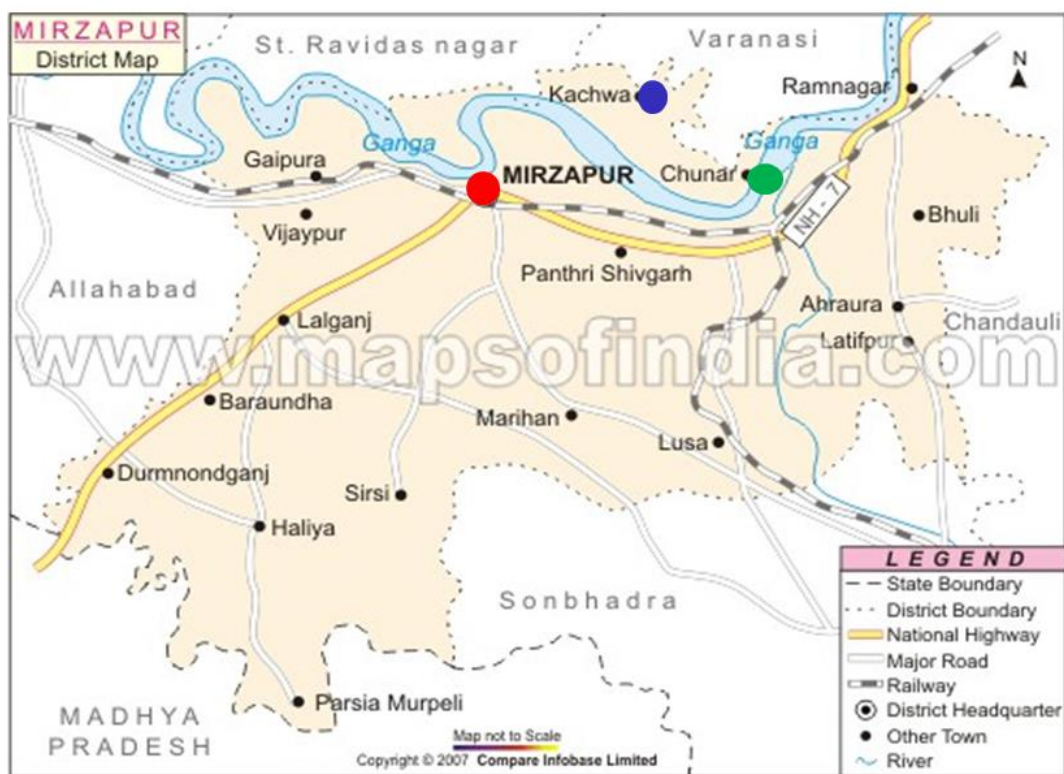 MIRZAPUR
District Map
St. Ravidas nagar
Varanasi
N
Kachwa
Ramnagar
Ganga
Ganga
Gaipura
MIRZAPUR
Chunar
NH - 7
Vijaypur
Bhuli
Panthri Shivgarh
Allahabad
Ahraura
Lalganj
Chandauli
Latifpur
www.mapsofindia.com
Baraundha
Marihan
Lusa
Durmnondganj
Sirsi
Haliya
LEGEND
State Boundary
District Boundary
National Highway
Major Road
Railway
District Headquarter
Other Town
River
Sonbhadra
Parsia Murpeli
MADHYA
PRADESH
Map not to Scale
Copyright © 2007 Compare Infobase Limited